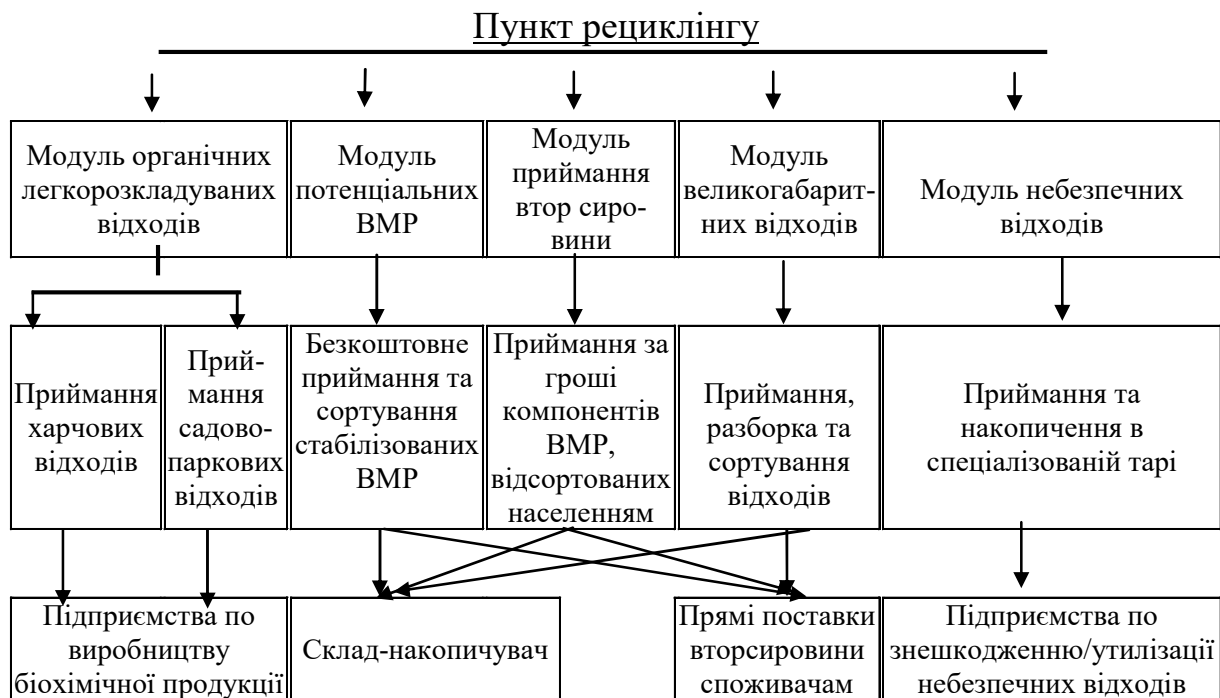 Пункт рециклінгу
Модуль органічних
легкорозкладуваних
відходів
Модуль
потенціальних
ВМР
Модуль
приймання
втор сиро-
вини
Модуль
великогабарит-
них відходів
Модуль небезпечних
відходів
Приймання
харчових
відходів
Прий-
мання
садово-
паркових
відходів
Безкоштовне
приймання та
сортування
стабілізованих
ВМР
Приймання за
гроші
компонентів
ВМР,
відсортованих
населенням
Приймання,
разборка та
сортування
відходів
Приймання та
накопичення в
спеціалізованій тарі
Підприємства по
виробництву
біохімічної продукції
Склад-накопичувач
Прямі поставки
вторсировини
споживачам
Підприємства по
знешкодженню/утилізації
небезпечних відходів